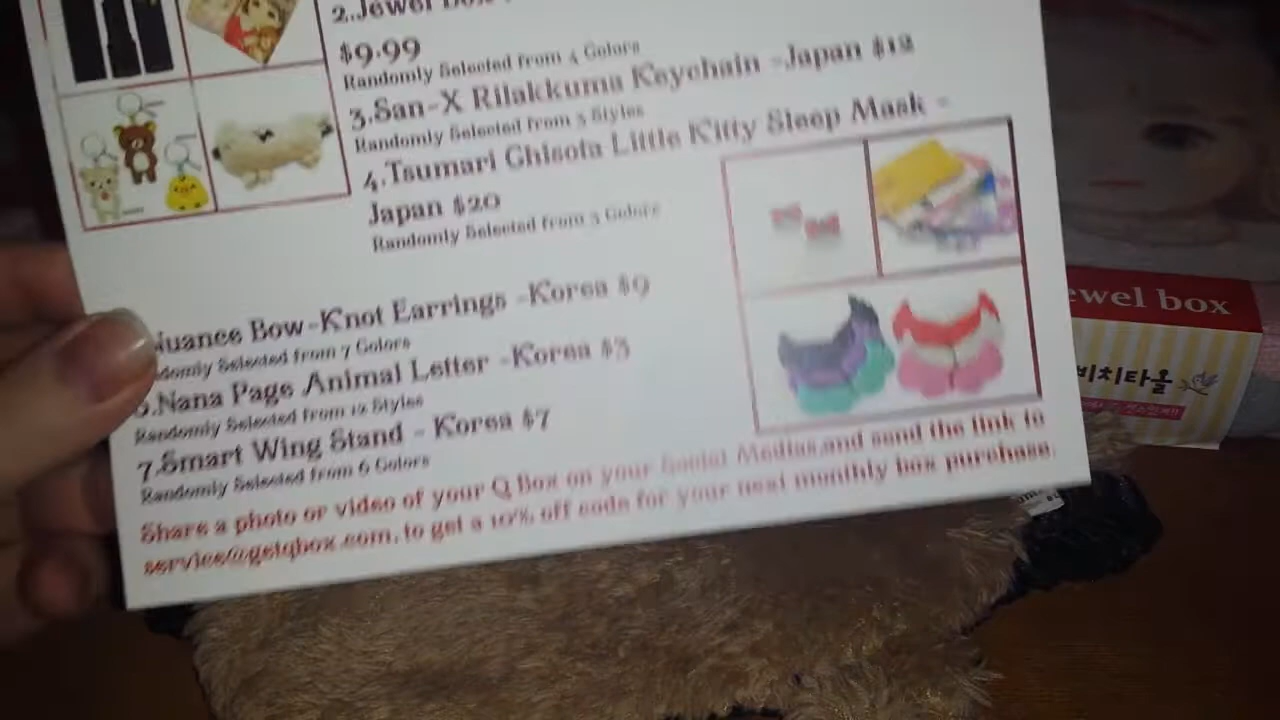 2.Jewel Box
$9.99
Randomly Selected from 4 Colors
3.San-X Rilakkuma Keychain -Japan $12
Randomly Selected from 3 Styles
4.Tsumari Chisota Little Kitty Sleep Mask -
Japan $20
Randomly Selected from 3 Colors
Nuance Bow-Knot Earrings -Korea $9
domly Selected from 7 Colors
.Nana Page Animal Letter -Korea $3
Randomly Selected from 12 Styles
7.Smart Wing Stand - Korea $7
Randomly Selected from 6 Colors
Share a photo or video of your Q Box on your Social Medias,and send the link to
service@getqbox.com, to get a 10% off code for your next monthly box purchase.
ewel box
비치타올